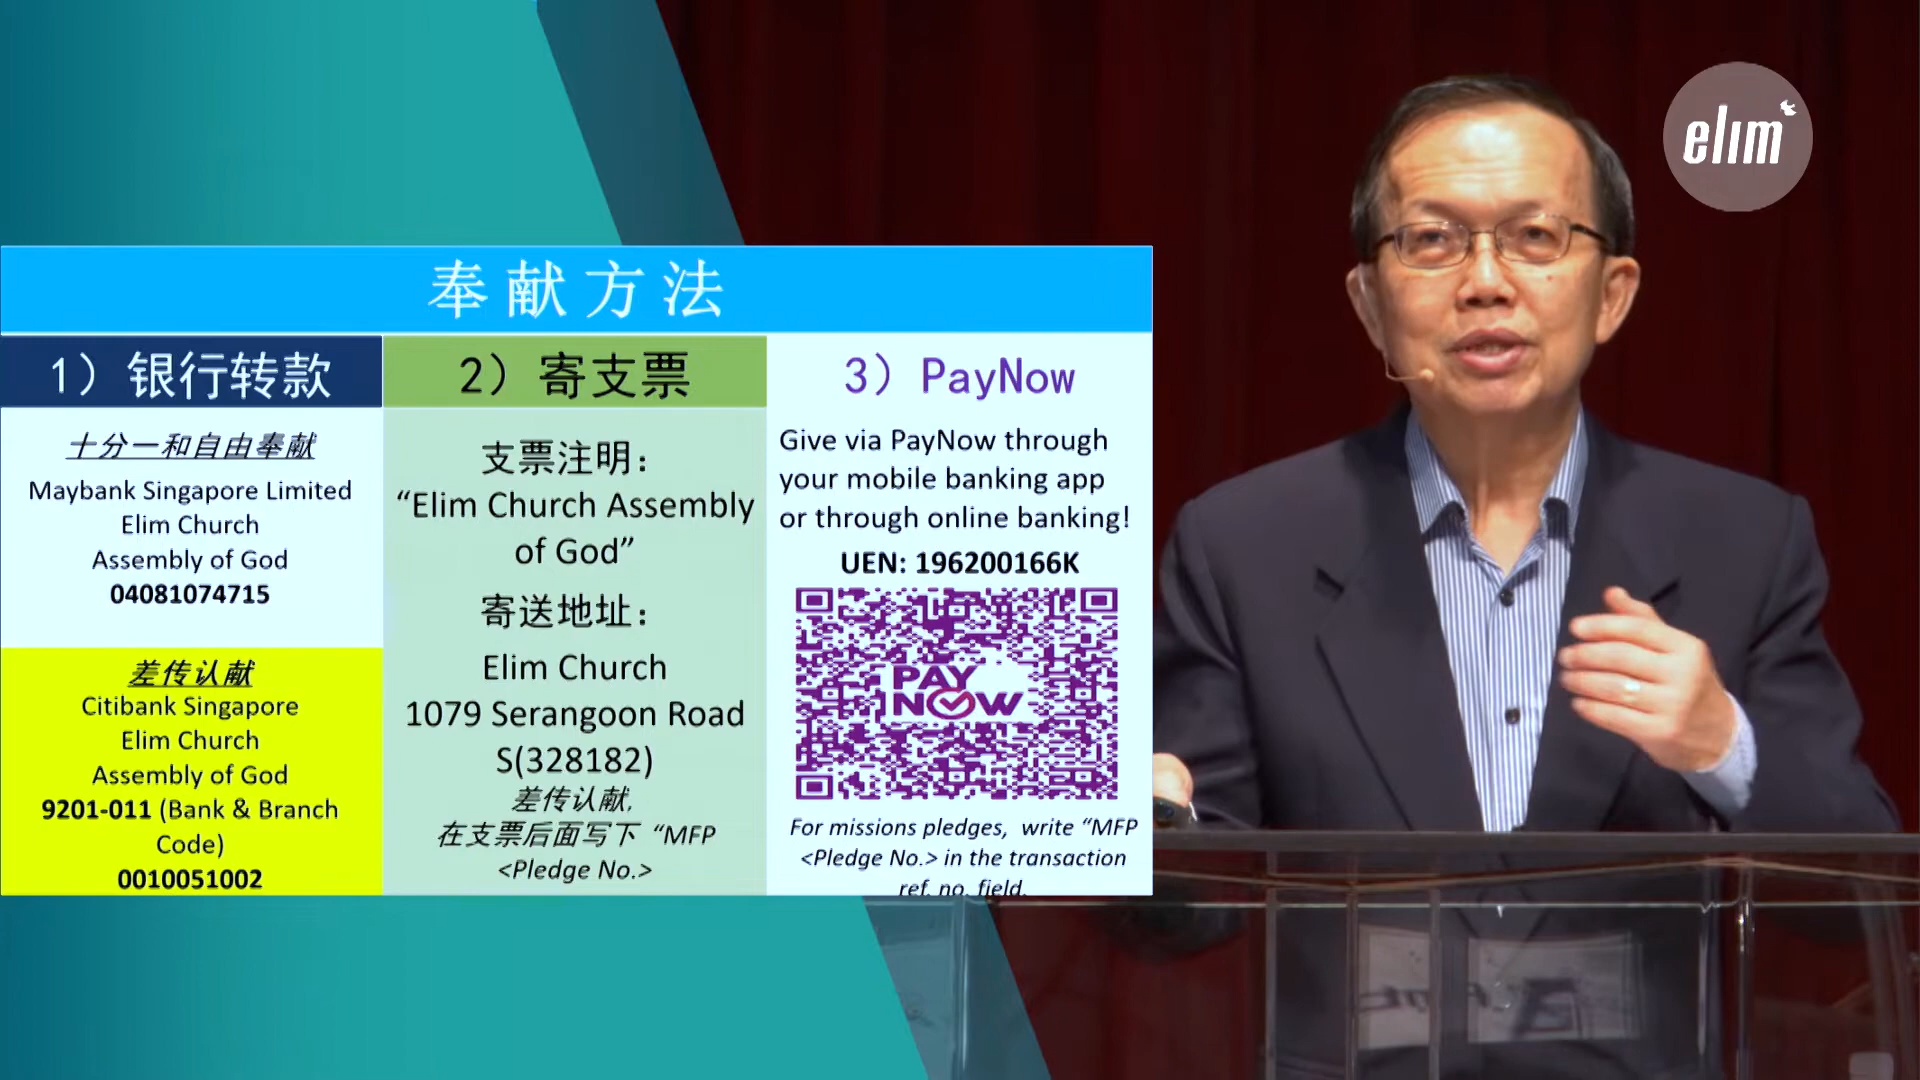 elim
奉献方法
1）银行转款
十分一和自由奉献
Maybank Singapore Limited
Elim Church
Assembly of God
04081074715
差传认献
Citibank Singapore
Elim Church
Assembly of God
9201-011 (Bank & Branch
Code)
0010051002
2）寄支票
支票注明：
“Elim Church Assembly
of God”
寄送地址：
Elim Church
1079 Serangoon Road
S(328182)
差传认献,
在支票后面写下 “MFP
<Pledge No.>
3）PayNow
Give via PayNow through
your mobile banking app
or through online banking!
UEN: 196200166K
PAY
NOW
For missions pledges, write “MFP
<Pledge No.> in the transaction
ref. no. field.